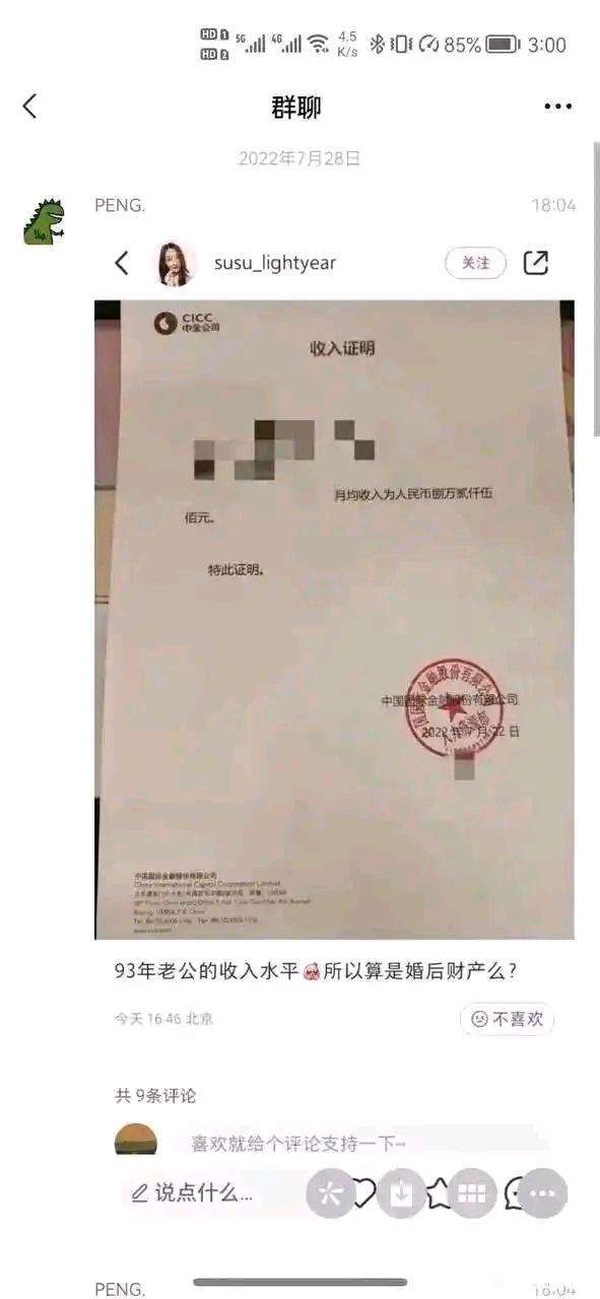 HD 1 5G 4G 4.5 85% 3:00
HD 2 K/s
群聊
2022年7月28日
PENG. 18:04
susu_lightyear 关注
CICC
中金公司
收入证明
月均收入为人民币捌万贰仟伍
佰元。
特此证明。
中国国际金融股份有限公司
2022年7月22日
中国国际金融股份有限公司
China International Capital Corporation Limited
93年老公的收入水平 所以算是婚后财产么？
今天 16:46 北京 不喜欢
共 9条评论
喜欢就给个评论支持一下~
说点什么...
PENG. 18:04